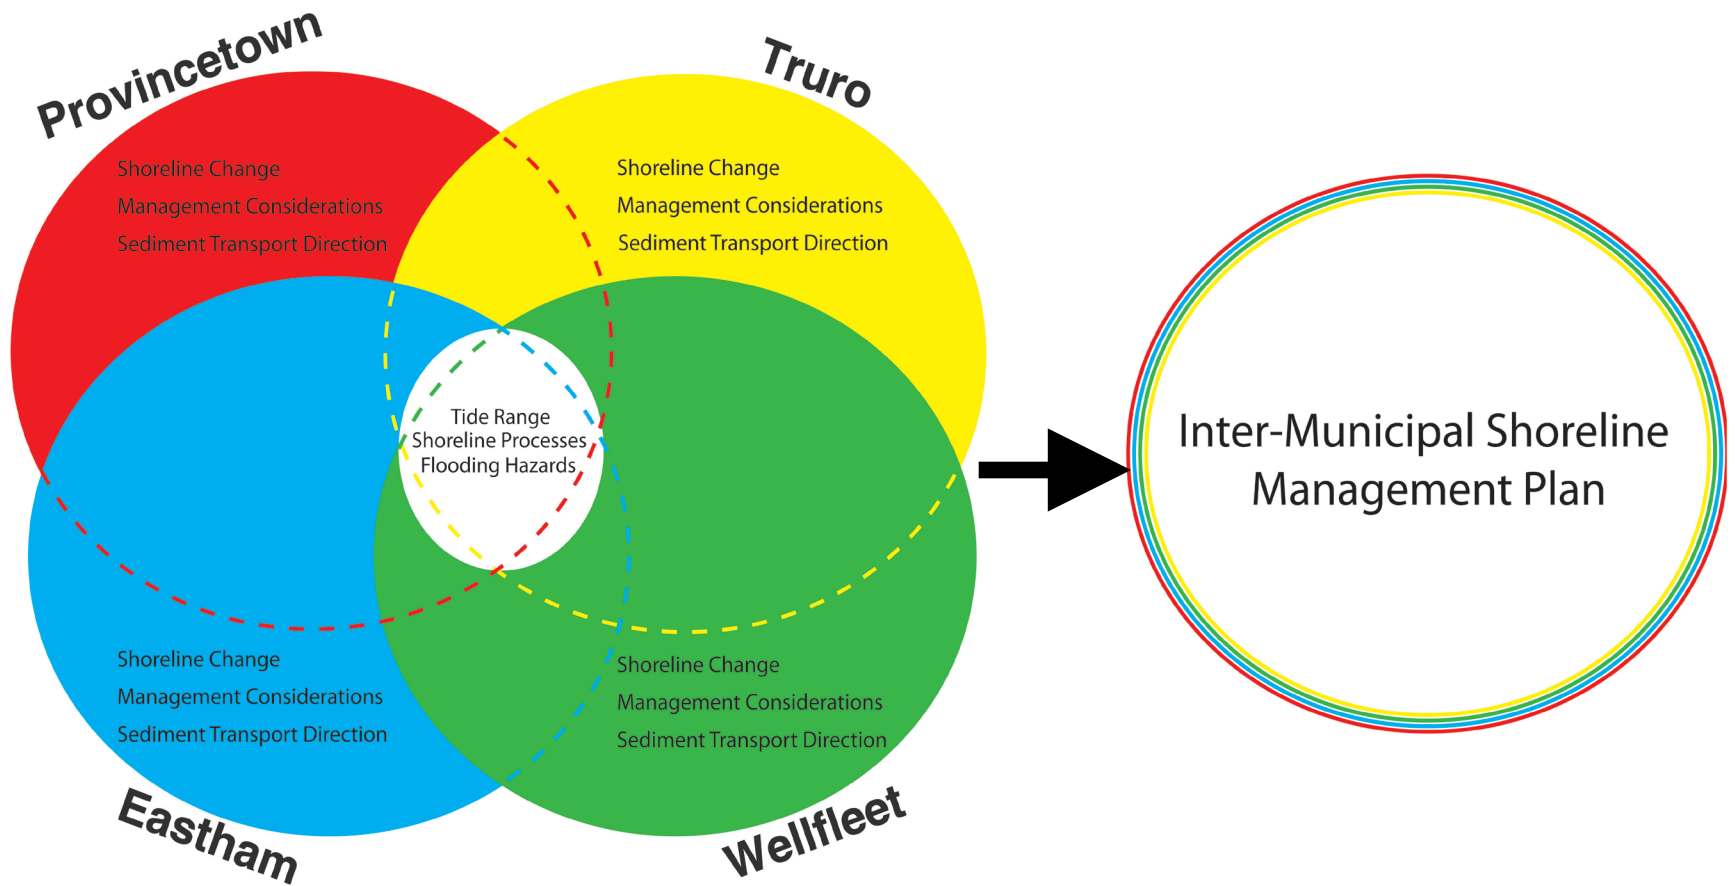 Provincetown
Truro
Shoreline Change
Management Considerations
Sediment Transport Direction
Shoreline Change
Management Considerations
Sediment Transport Direction
Tide Range
Shoreline Processes
Flooding Hazards
Shoreline Change
Management Considerations
Sediment Transport Direction
Shoreline Change
Management Considerations
Sediment Transport Direction
Eastham
Wellfleet
Inter-Municipal Shoreline
Management Plan